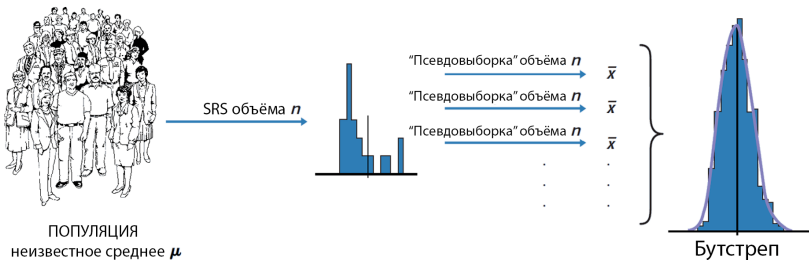 ПОПУЛЯЦИЯ
неизвестное среднее μ
SRS объёма n
"Псевдовыборка" объёма n
x̄
"Псевдовыборка" объёма n
x̄
"Псевдовыборка" объёма n
x̄
Бутстреп